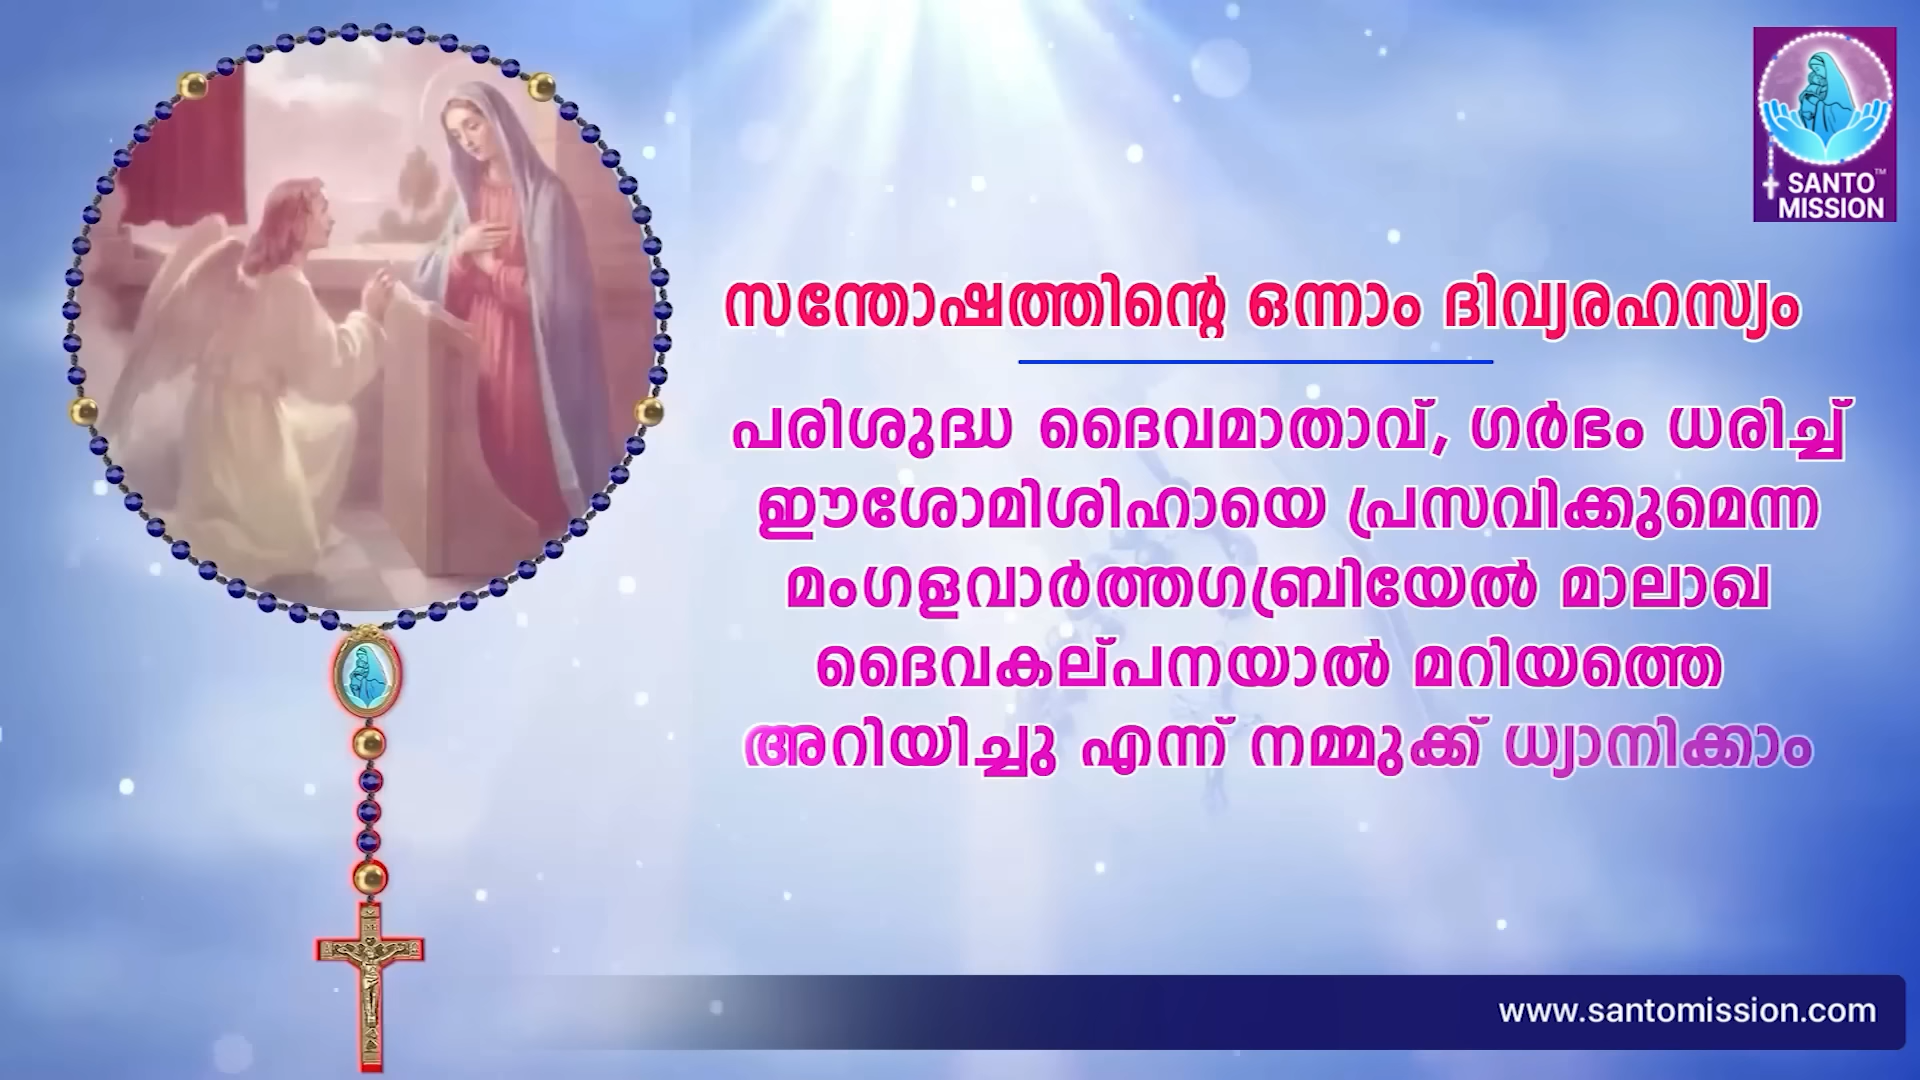 SANTO™
MISSION
സന്തോഷത്തിന്റെ ഒന്നാം ദിവ്യരഹസ്യം
പരിശുദ്ധ ദൈവമാതാവ്, ഗർഭം ധരിച്ച്
ഈശോമിശിഹായെ പ്രസവിക്കുമെന്ന
മംഗളവാർത്തഗബ്രിയേൽ മാലാഖ
ദൈവകല്പനയാൽ മറിയത്തെ
അറിയിച്ചു എന്ന് നമ്മുക്ക് ധ്യാനിക്കാം
www.santomission.com